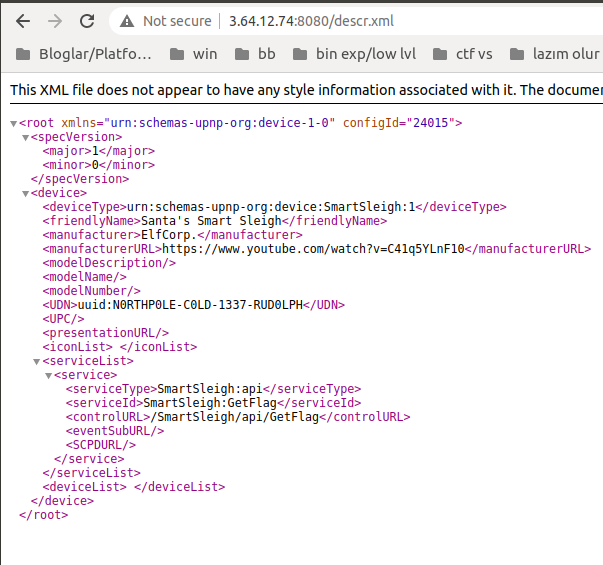 Not secure | 3.64.12.74:8080/descr.xml
Bloglar/Platfo… win bb bin exp/low lvl ctf vs lazım olur
This XML file does not appear to have any style information associated with it. The documen
<root xmlns="urn:schemas-upnp-org:device-1-0" configId="24015">
<specVersion>
<major>1</major>
<minor>0</minor>
</specVersion>
<device>
<deviceType>urn:schemas-upnp-org:device:SmartSleigh:1</deviceType>
<friendlyName>Santa's Smart Sleigh</friendlyName>
<manufacturer>ElfCorp.</manufacturer>
<manufacturerURL>https://www.youtube.com/watch?v=C41q5YLnF10</manufacturerURL>
<modelDescription/>
<modelName/>
<modelNumber/>
<UDN>uuid:N0RTHP0LE-C0LD-1337-RUD0LPH</UDN>
<UPC/>
<presentationURL/>
<iconList> </iconList>
<serviceList>
<service>
<serviceType>SmartSleigh:api</serviceType>
<serviceId>SmartSleigh:GetFlag</serviceId>
<controlURL>/SmartSleigh/api/GetFlag</controlURL>
<eventSubURL/>
<SCPDURL/>
</service>
</serviceList>
<deviceList> </deviceList>
</device>
</root>